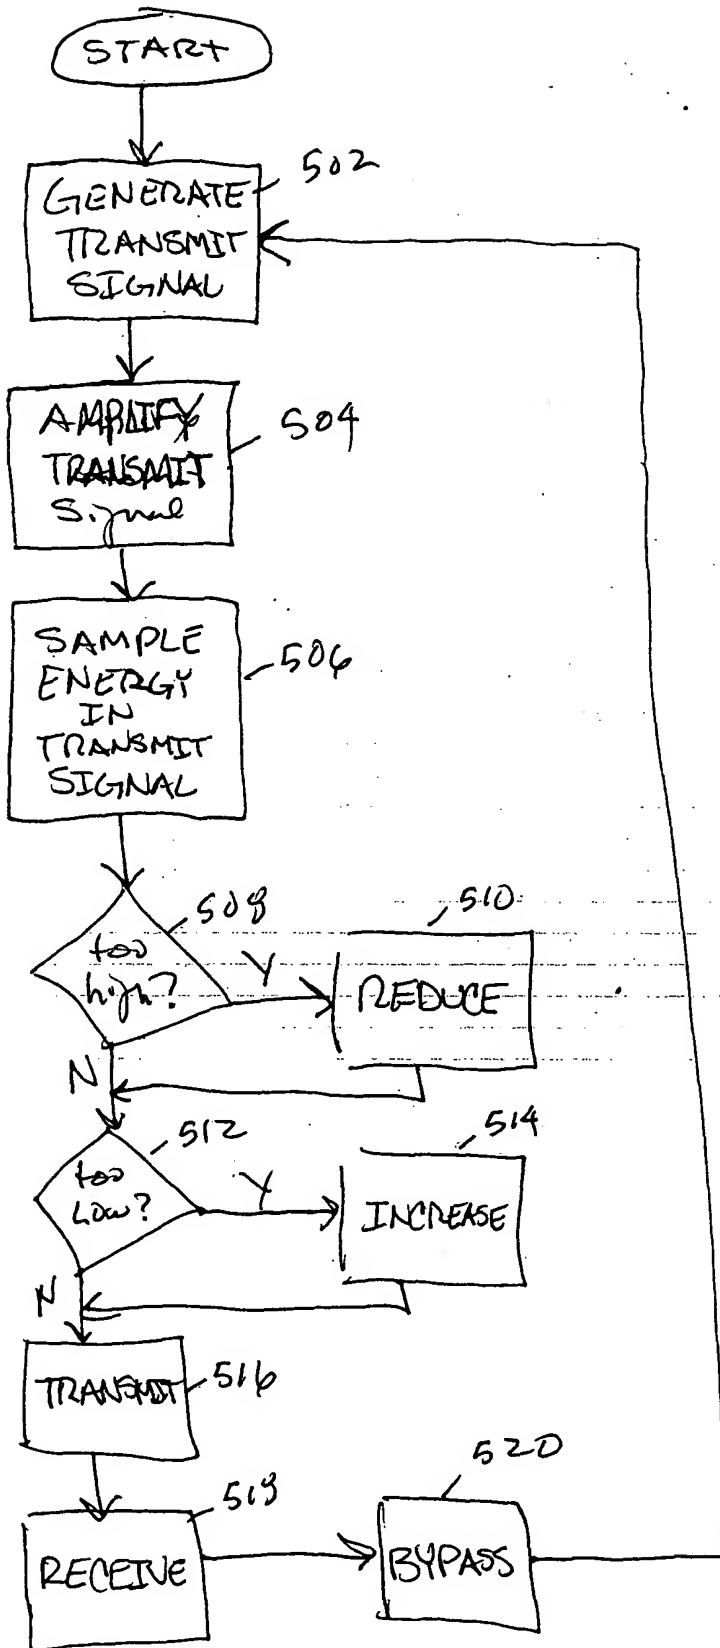 START
502
GENERATE
TRANSMIT
SIGNAL
AMPLIFY
TRANSMIT
Signal
504
SAMPLE
ENERGY
IN
TRANSMIT
SIGNAL
506
508
too
high?
Y
510
REDUCE
N
512
too
Low?
Y
514
INCREASE
N
TRANSMIT
516
518
RECEIVE
520
BYPASS